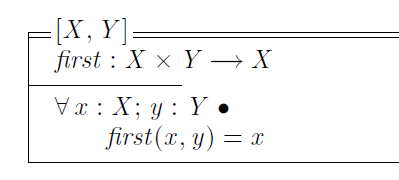 [X, Y]
first : X × Y ⟶ X
∀ x : X; y : Y •
first(x, y) = x